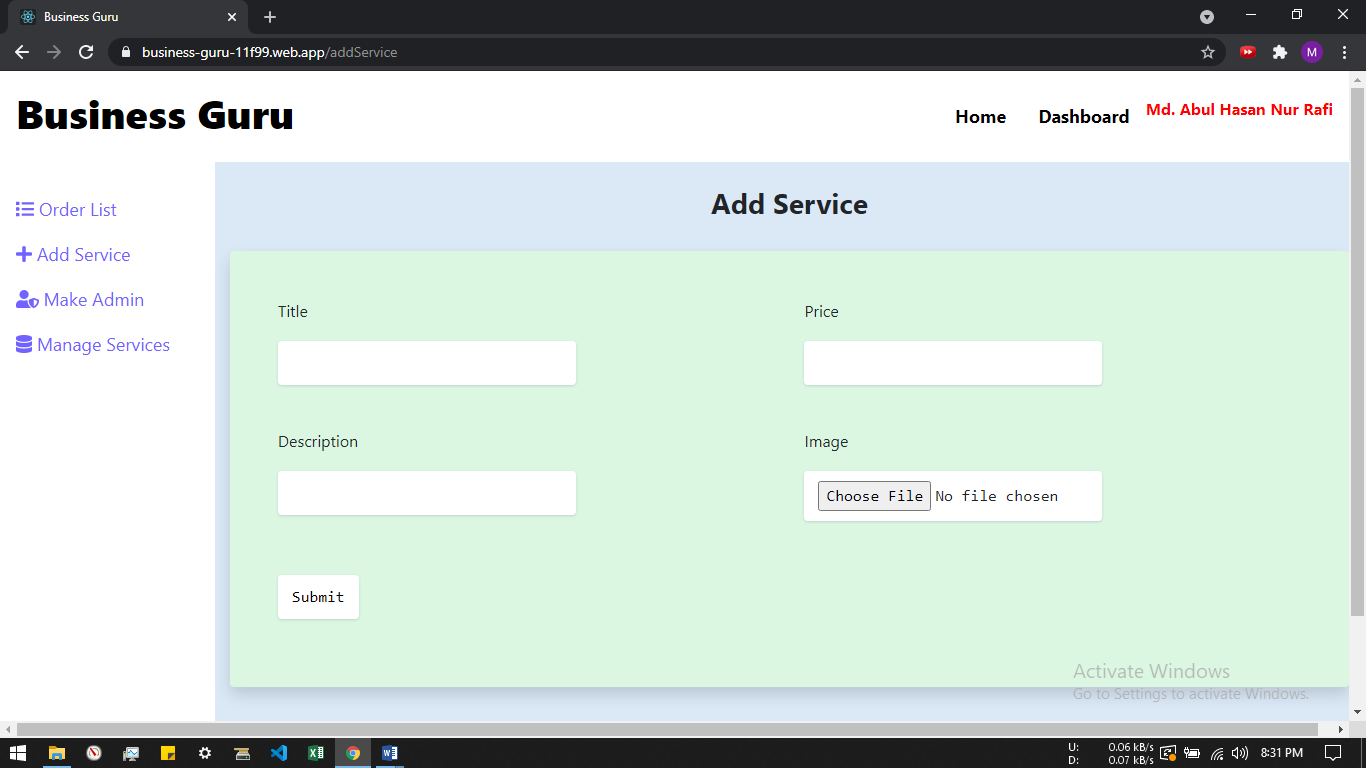 Business Guru
business-guru-11f99.web.app/addService
M
Business Guru
Home
Dashboard
Md. Abul Hasan Nur Rafi
Order List
Add Service
Make Admin
Manage Services
Add Service
Title
Price
Description
Image
Choose File No file chosen
Submit
Activate Windows
Go to Settings to activate Windows.
U: 0.06 kB/s
D: 0.07 kB/s
8:31 PM